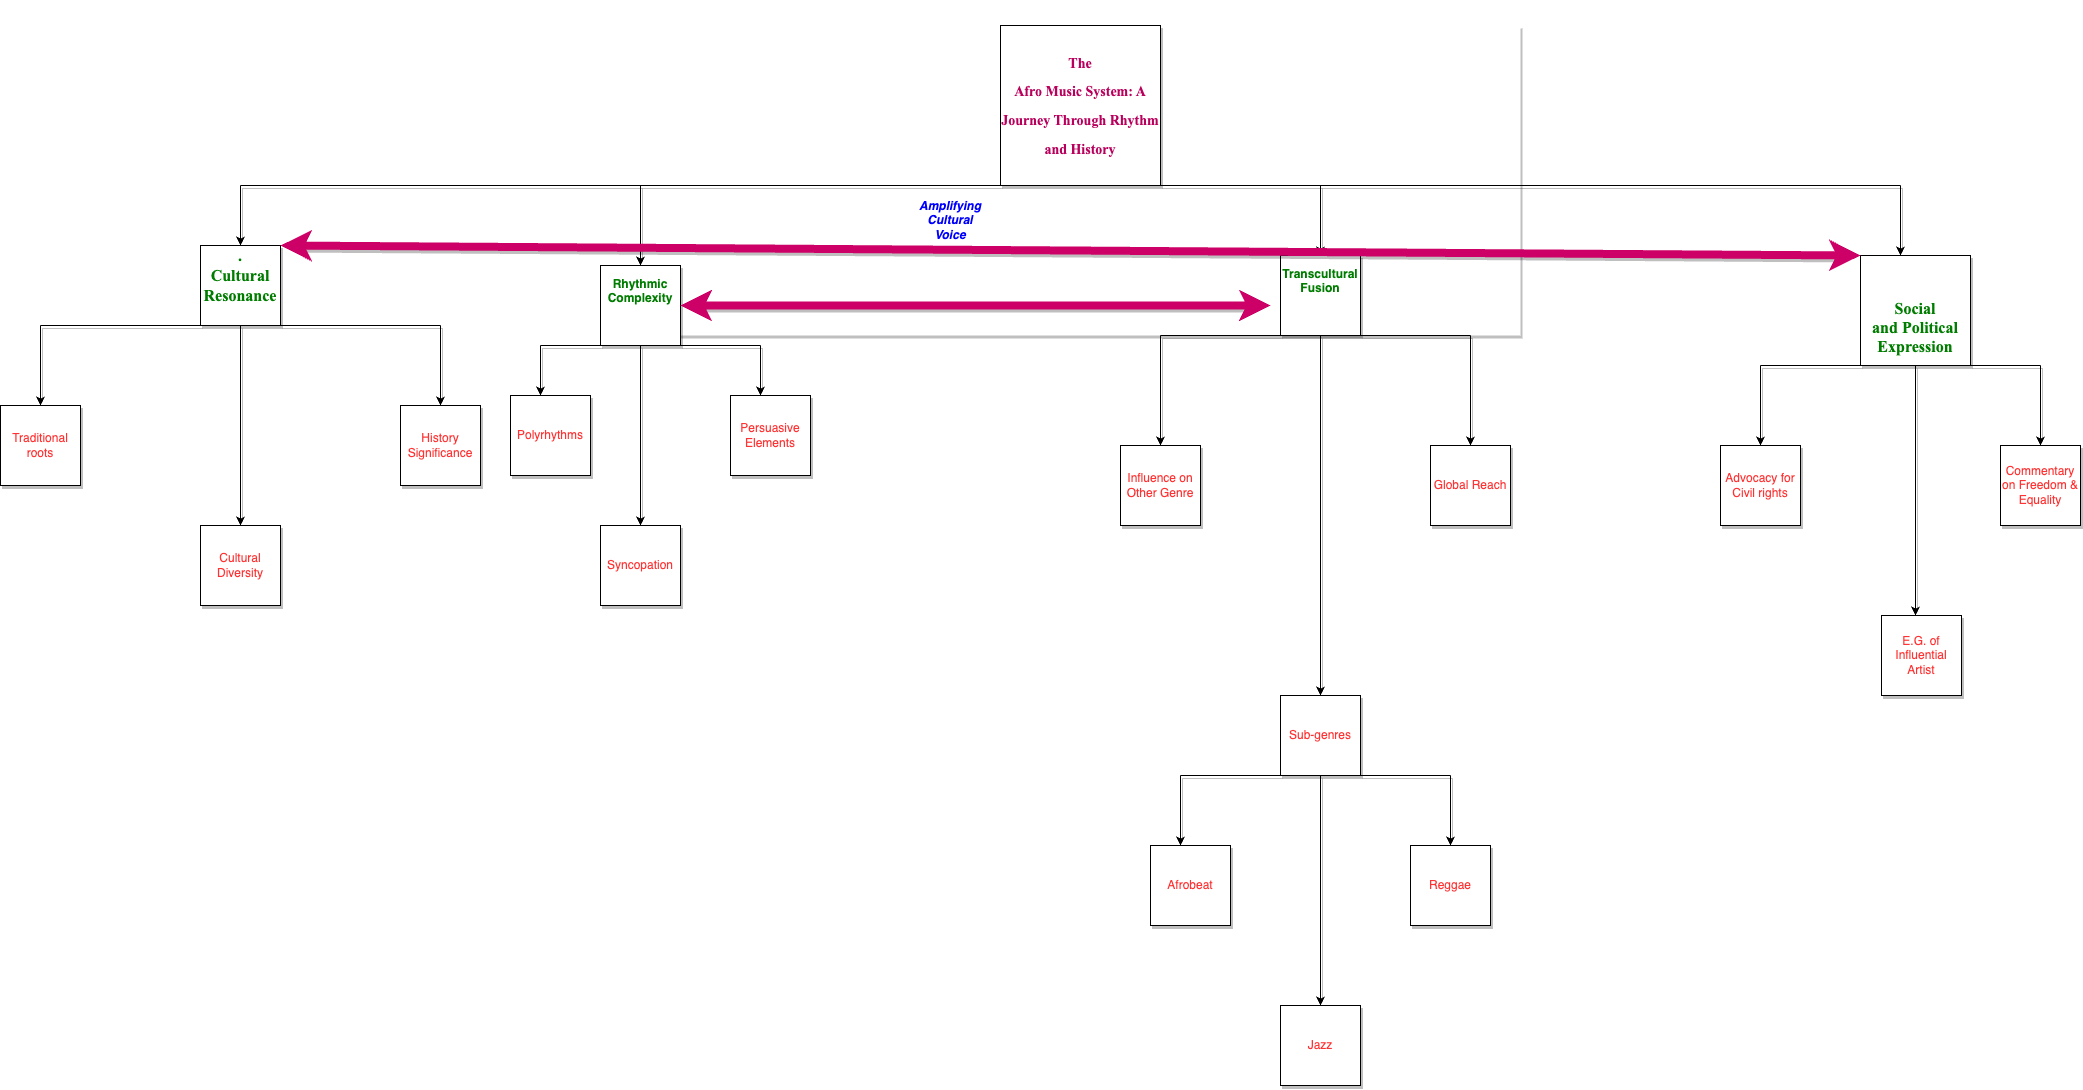 The
Afro Music System: A
Journey Through Rhythm
and History
Amplifying
Cultural
Voice
.
Cultural
Resonance
Rhythmic
Complexity
Transcultural
Fusion
Social
and Political
Expression
Traditional
roots
Cultural
Diversity
History
Significance
Polyrhythms
Syncopation
Persuasive
Elements
Influence on
Other Genre
Global Reach
Advocacy for
Civil rights
Commentary
on Freedom &
Equality
E.G. of
Influential
Artist
Sub-genres
Afrobeat
Reggae
Jazz